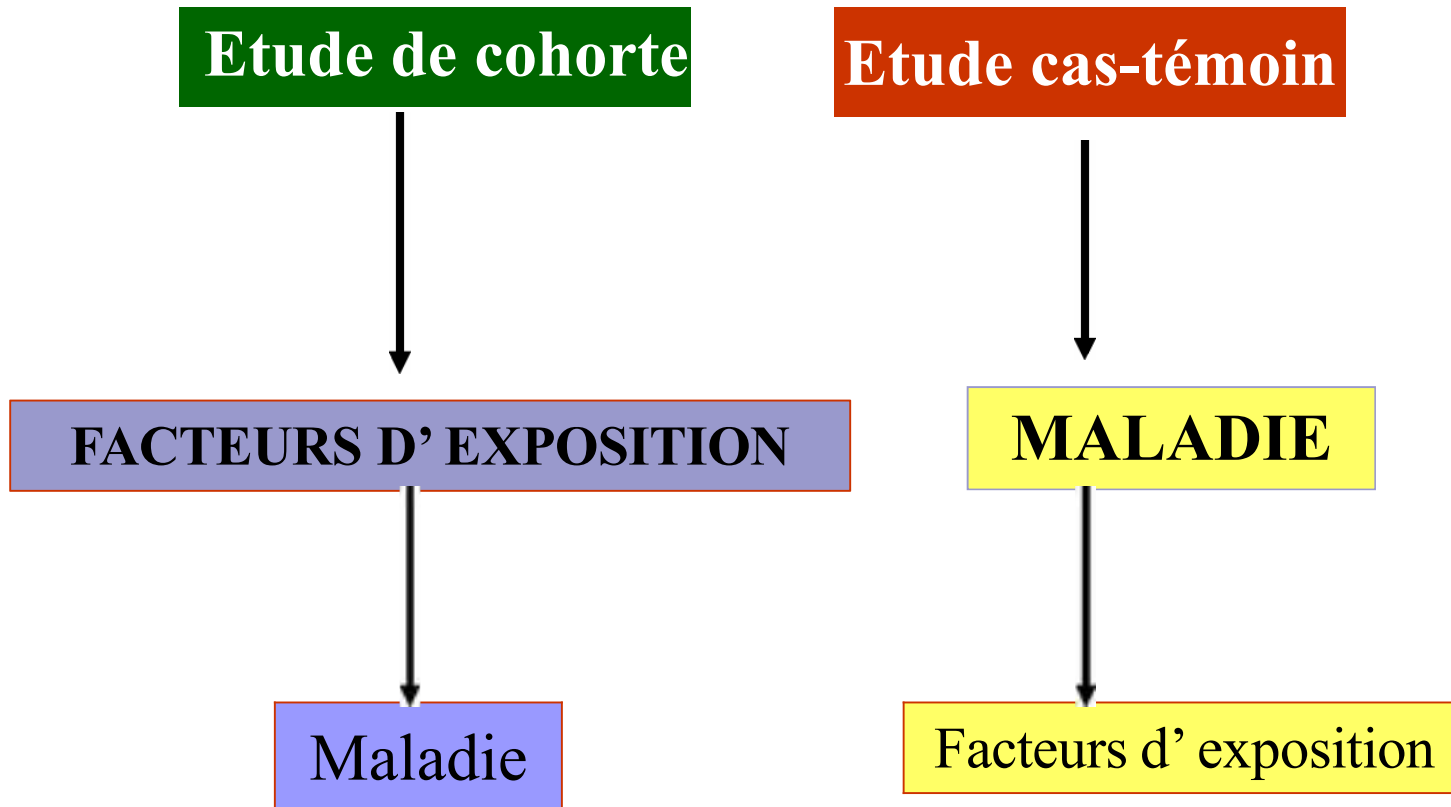 Etude de cohorte
Etude cas-témoin
FACTEURS D’ EXPOSITION
MALADIE
Maladie
Facteurs d’ exposition